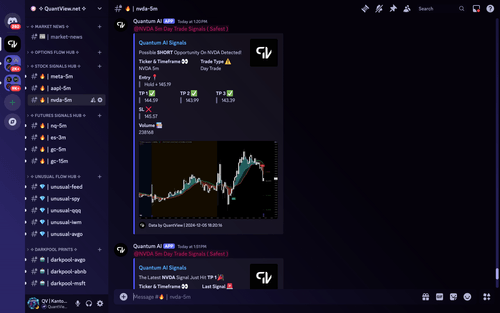 QuantView.net
# 🔥 | nvda-5m
Search
MARKET NEWS
market-news
OPTIONS FLOW HUB
STOCK SIGNALS HUB
🔥 | meta-5m
🔥 | aapl-5m
🔥 | nvda-5m
FUTURES SIGNALS HUB
🔥 | nq-5m
🔥 | es-3m
🔥 | gc-5m
🔥 | gc-15m
UNUSUAL FLOW HUB
💎 | unusual-feed
💎 | unusual-spy
💎 | unusual-qqq
💎 | unusual-iwm
💎 | unusual-avgo
DARKPOOL PRINTS
| darkpool-avgo
| darkpool-abnb
| darkpool-msft
QV | Kanto...
QuantView...
Quantum AI APP Today at 1:20 PM
@NVDA 5m Day Trade Signals ( Safest )
Quantum AI Signals
Possible SHORT Opportunity On NVDA Detected!
Ticker & Timeframe 👀 Trade Type ⚠️
NVDA 5m Day Trade
Entry 📍
Hold < 145.19
TP 1 ✅ TP 2 ✅ TP 3 ✅
144.59 143.99 143.39
SL ❌
145.57
Volume
238168
Data by QuantView | 2024-12-05 18:20:16
Quantum AI APP Today at 1:51 PM
@NVDA 5m Day Trade Signals ( Safest )
Quantum AI Signals
The Latest NVDA Signal Just Hit TP 1 🎉
Ticker & Timeframe Last Signal 🚨
Message #🔥 | nvda-5m